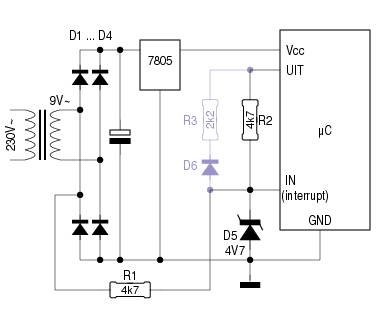 D1 ... D4
7805
Vcc
UIT
9V~
230V~
R3
2k2
4k7
R2
µC
D6
IN
(interrupt)
GND
D5
4V7
R1
4k7